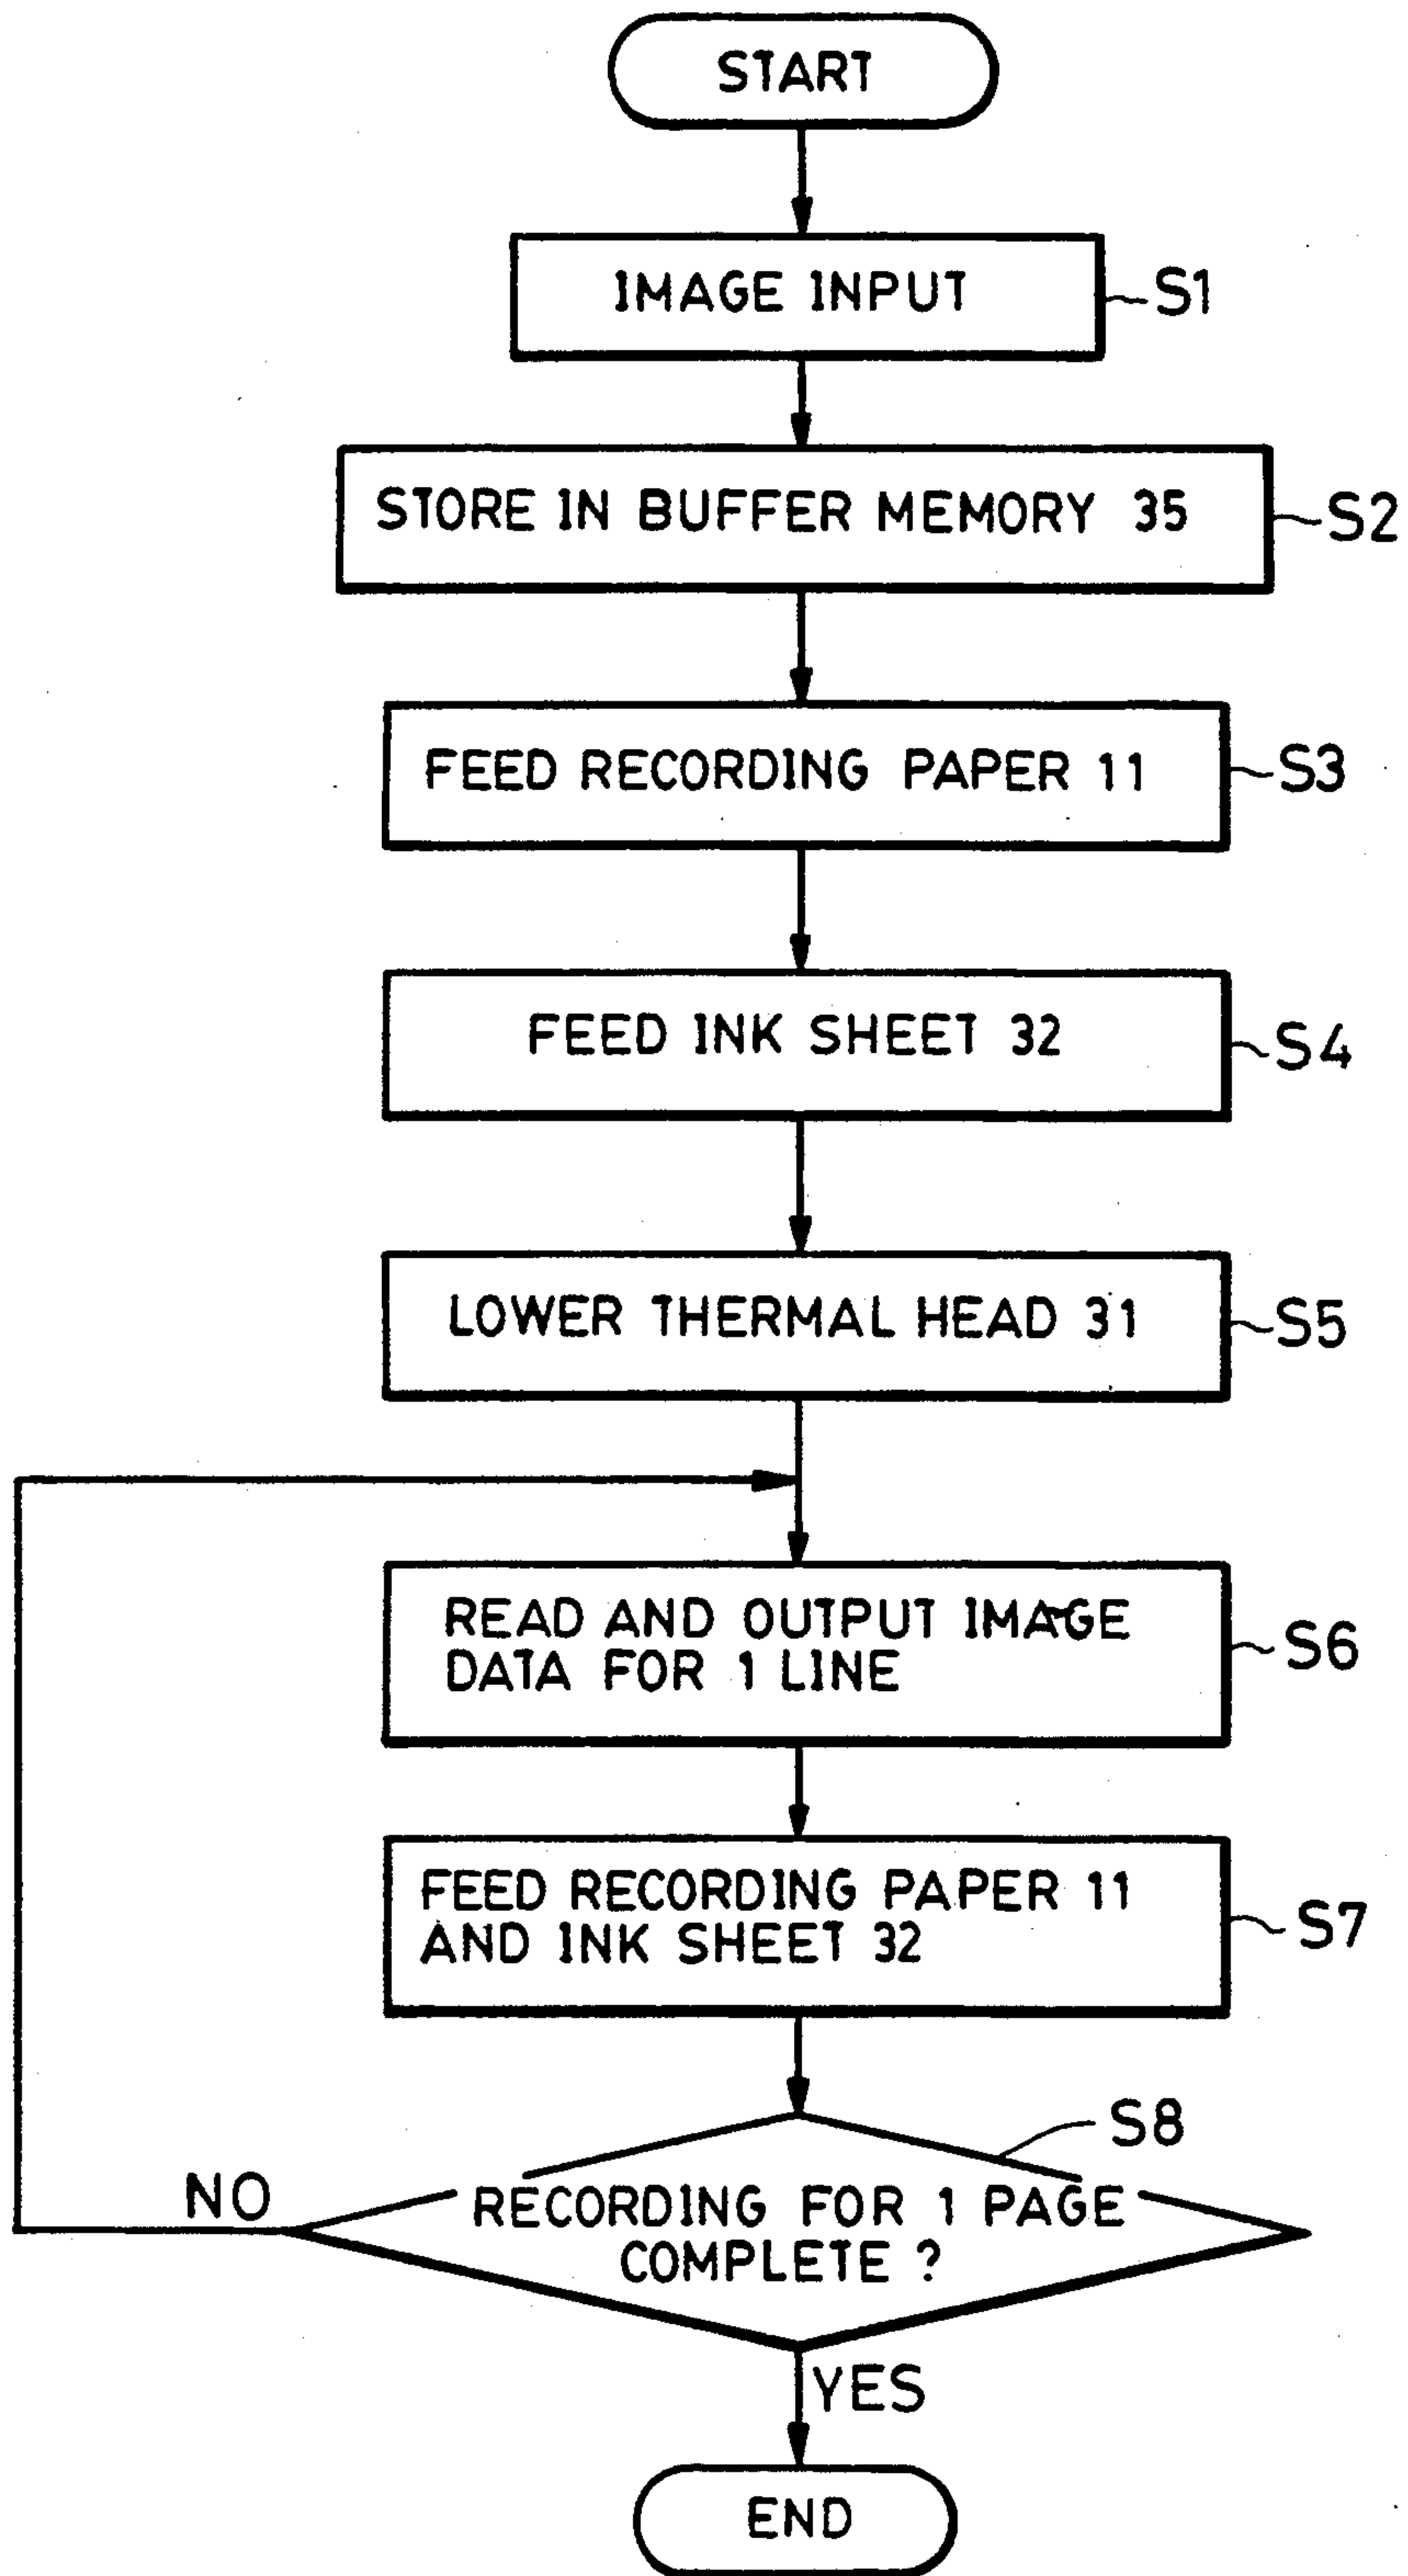 START
IMAGE INPUT
S1
STORE IN BUFFER MEMORY 35
S2
FEED RECORDING PAPER 11
S3
FEED INK SHEET 32
S4
LOWER THERMAL HEAD 31
S5
READ AND OUTPUT IMAGE
DATA FOR 1 LINE
S6
FEED RECORDING PAPER 11
AND INK SHEET 32
S7
S8
NO
RECORDING FOR 1 PAGE
COMPLETE ?
YES
END